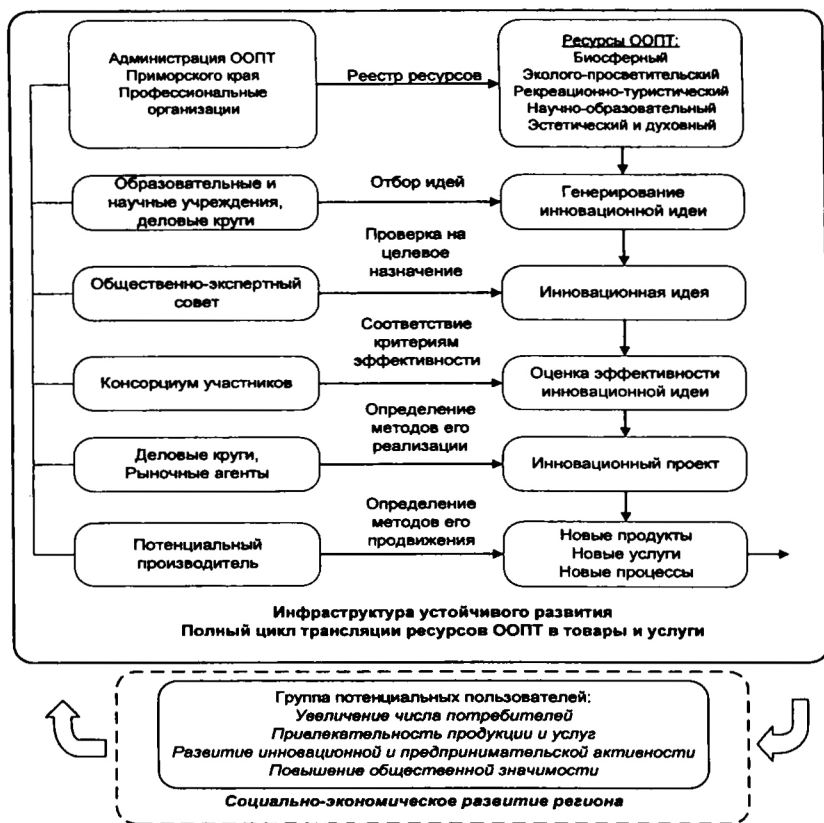 Администрация ООПТ
Приморского края
Профессиональные
организации
Реестр ресурсов
Ресурсы ООПТ:
Биосферный
Эколого-просветительский
Рекреационно-туристический
Научно-образовательный
Эстетический и духовный
Образовательные и
научные учреждения,
деловые круги
Отбор идей
Генерирование
инновационной идеи
Общественно-экспертный
совет
Проверка на
целевое
назначение
Инновационная идея
Консорциум участников
Соответствие
критериям
эффективности
Оценка эффективности
инновационной идеи
Деловые круги,
Рыночные агенты
Определение
методов его
реализации
Инновационный проект
Потенциальный
производитель
Определение
методов его
продвижения
Новые продукты
Новые услуги
Новые процессы
Инфраструктура устойчивого развития
Полный цикл трансляции ресурсов ООПТ в товары и услуги
Группа потенциальных пользователей:
Увеличение числа потребителей
Привлекательность продукции и услуг
Развитие инновационной и предпринимательской активности
Повышение общественной значимости
Социально-экономическое развитие региона